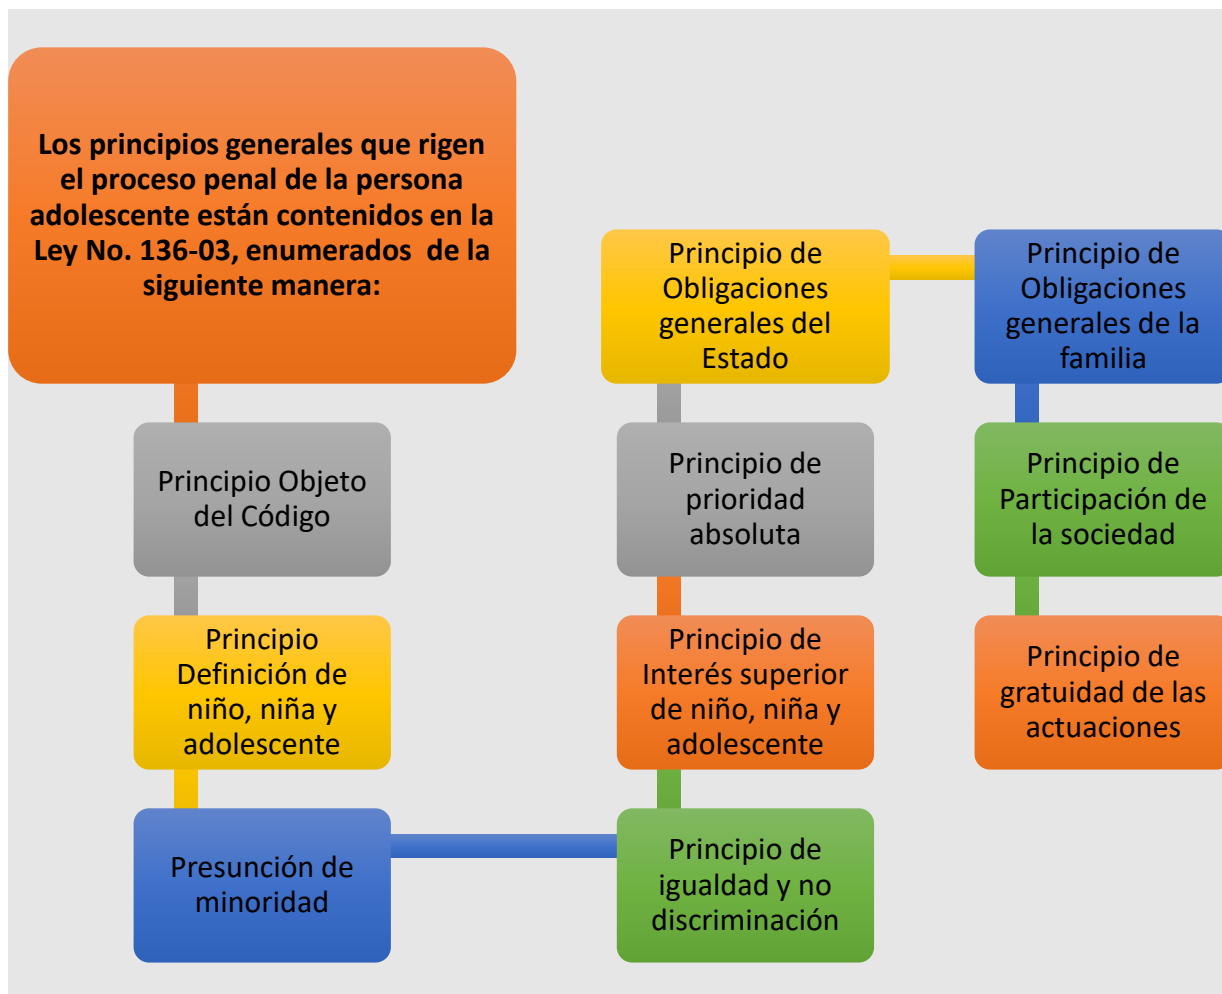 Los principios generales que rigen
el proceso penal de la persona
adolescente están contenidos en la
Ley No. 136-03, enumerados de la
siguiente manera:
Principio Objeto
del Código
Principio
Definición de
niño, niña y
adolescente
Presunción de
minoridad
Principio de
igualdad y no
discriminación
Principio de
Interés superior
de niño, niña y
adolescente
Principio de
prioridad
absoluta
Principio de
Obligaciones
generales del
Estado
Principio de
Obligaciones
generales de la
familia
Principio de
Participación de
la sociedad
Principio de
gratuidad de las
actuaciones